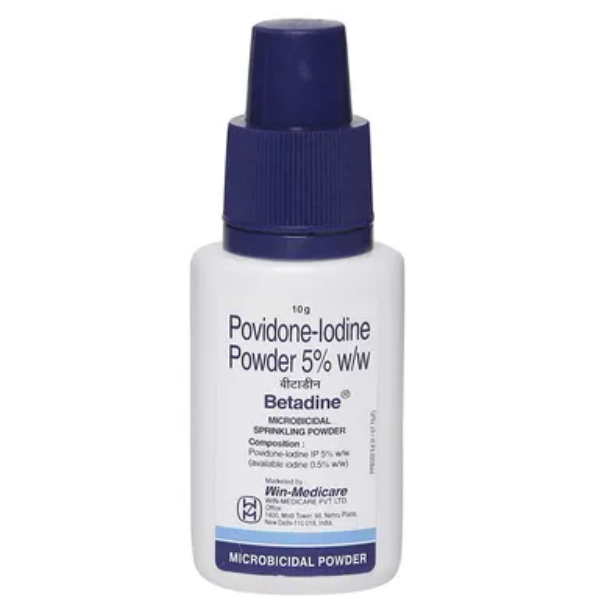 10g
Povidone-Iodine
Powder 5% w/w
बीटाडीन
Betadine®
MICROBICIDAL
SPRINKLING POWDER
Composition :
Povidone-Iodine IP 5% w/w
(available iodine 0.5% w/w)
Marketed by
Win-Medicare
WIN-MEDICARE PVT. LTD.
Office:
1400, Modi Tower, 98, Nehru Place,
New Delhi-110 019, India.
MICROBICIDAL POWDER